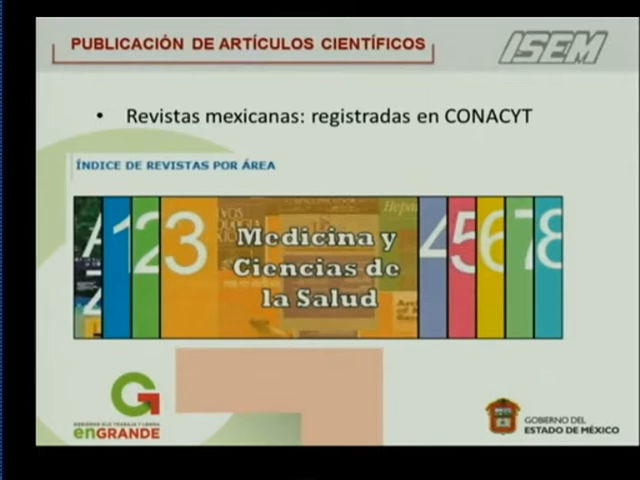 PUBLICACIÓN DE ARTÍCULOS CIENTÍFICOS
ISEM
• Revistas mexicanas: registradas en CONACYT
ÍNDICE DE REVISTAS POR ÁREA
1 2 3
Medicina y
Ciencias de
la Salud
4 5 6 7 8
enGRANDE
GOBIERNO DEL
ESTADO DE MÉXICO